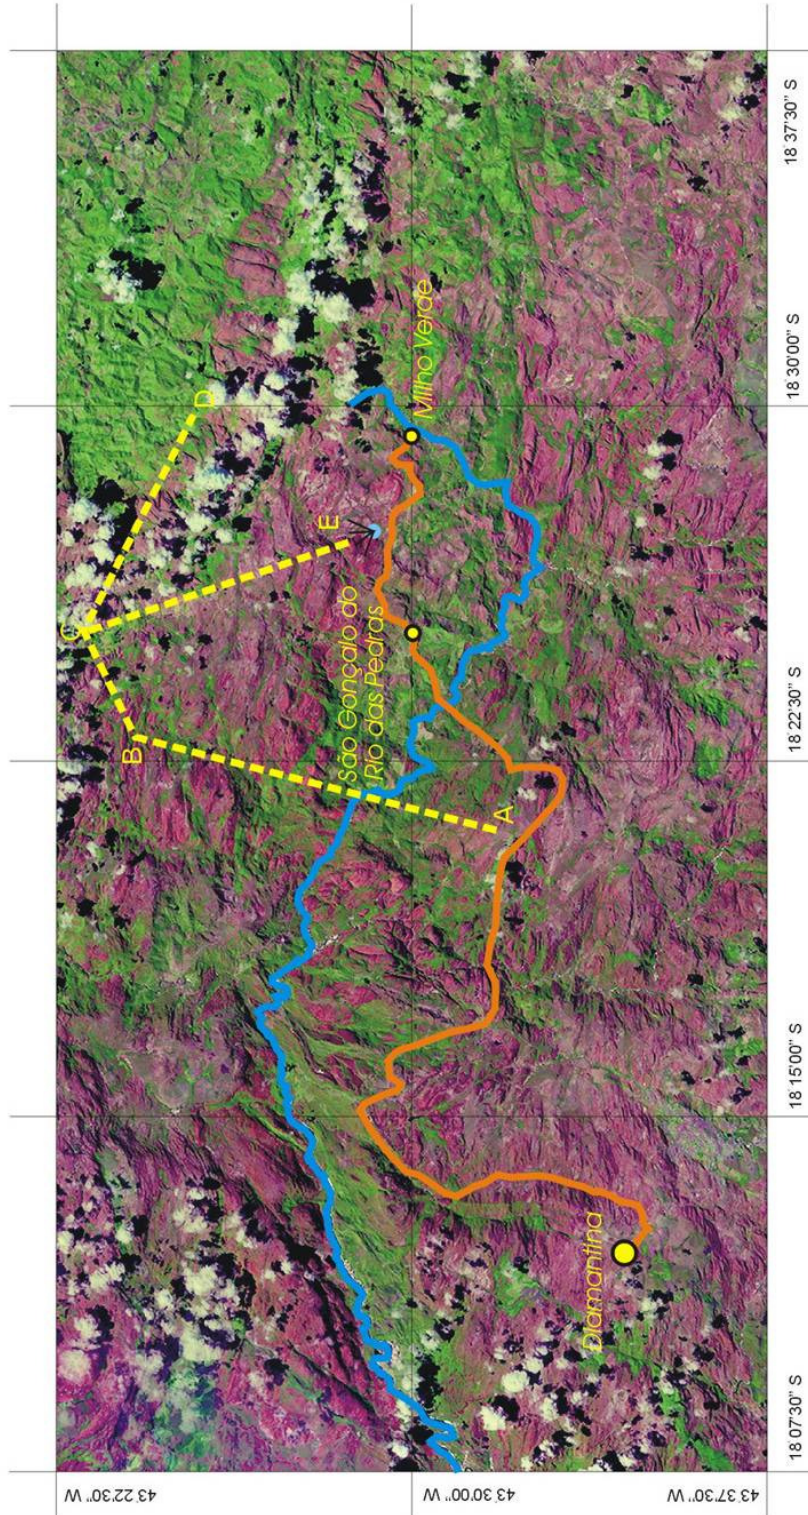 43°22'30" W
43°30'00" W
43°37'30" W
18°07'30" S
18°15'00" S
18°22'30" S
18°30'00" S
18°37'30" S
Diamantina
São Gonçalo do
Rio das Pedras
Milho Verde
A
B
C
D
E